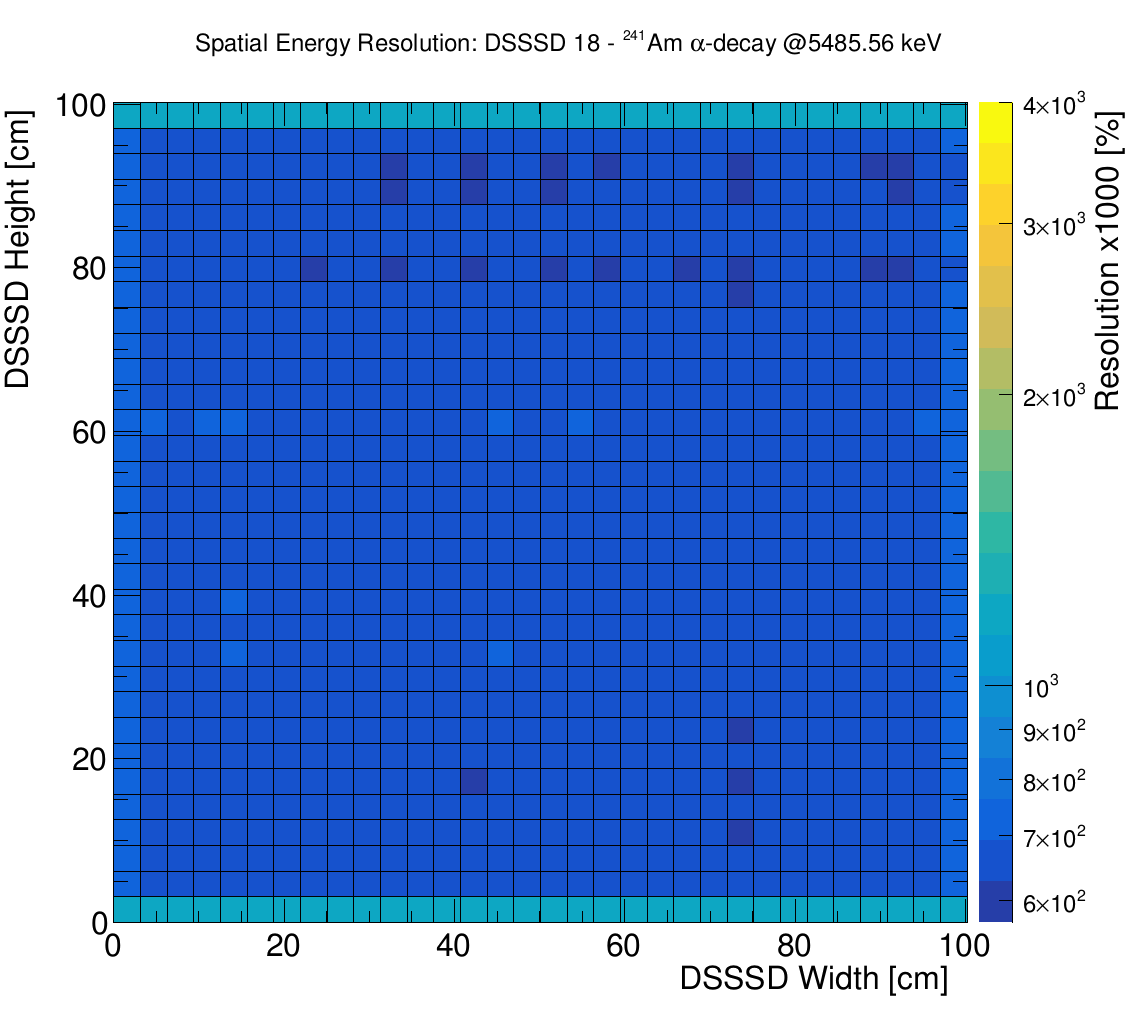 Spatial Energy Resolution: DSSSD 18 - ²⁴¹Am α-decay @5485.56 keV
DSSSD Height [cm]
100
80
60
40
20
0
0 20 40 60 80 100
DSSSD Width [cm]
4×10³
3×10³
2×10³
10³
9×10²
8×10²
7×10²
6×10²
Resolution x1000 [%]